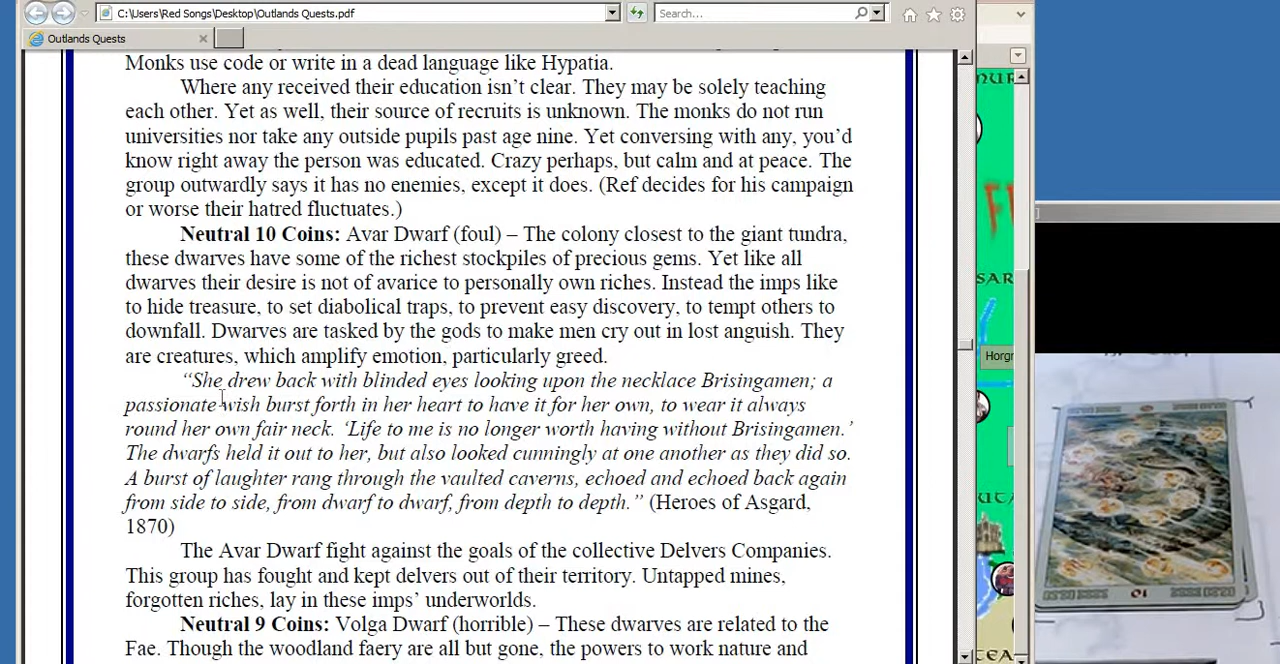 C:\Users\Red Songs\Desktop\Outlands Quests.pdf
Search...
Outlands Quests
Monks use code or write in a dead language like Hypatia.
Where any received their education isn’t clear. They may be solely teaching
each other. Yet as well, their source of recruits is unknown. The monks do not run
universities nor take any outside pupils past age nine. Yet conversing with any, you’d
know right away the person was educated. Crazy perhaps, but calm and at peace. The
group outwardly says it has no enemies, except it does. (Ref decides for his campaign
or worse their hatred fluctuates.)
Neutral 10 Coins: Avar Dwarf (foul) – The colony closest to the giant tundra,
these dwarves have some of the richest stockpiles of precious gems. Yet like all
dwarves their desire is not of avarice to personally own riches. Instead the imps like
to hide treasure, to set diabolical traps, to prevent easy discovery, to tempt others to
downfall. Dwarves are tasked by the gods to make men cry out in lost anguish. They
are creatures, which amplify emotion, particularly greed.
“She drew back with blinded eyes looking upon the necklace Brisingamen; a
passionate wish burst forth in her heart to have it for her own, to wear it always
round her own fair neck. ‘Life to me is no longer worth having without Brisingamen.’
The dwarfs held it out to her, but also looked cunningly at one another as they did so.
A burst of laughter rang through the vaulted caverns, echoed and echoed back again
from side to side, from dwarf to dwarf, from depth to depth.” (Heroes of Asgard,
1870)
The Avar Dwarf fight against the goals of the collective Delvers Companies.
This group has fought and kept delvers out of their territory. Untapped mines,
forgotten riches, lay in these imps’ underworlds.
Neutral 9 Coins: Volga Dwarf (horrible) – These dwarves are related to the
Fae. Though the woodland faery are all but gone, the powers to work nature and
SAR
Horgr
UTA
TEA
10